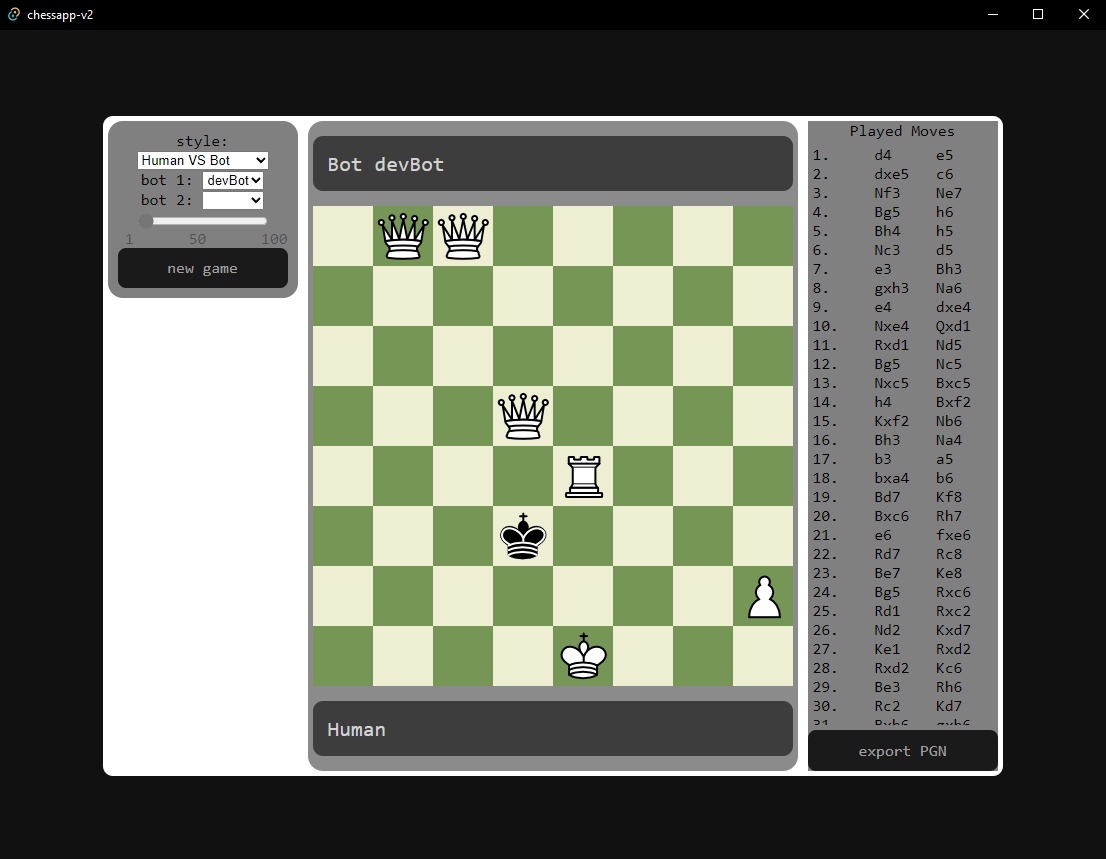 chessapp-v2
style:
Human VS Bot
bot 1: devBot
bot 2:
1 50 100
new game
Bot devBot
Human
Played Moves
1. d4 e5
2. dxe5 c6
3. Nf3 Ne7
4. Bg5 h6
5. Bh4 h5
6. Nc3 d5
7. e3 Bh3
8. gxh3 Na6
9. e4 dxe4
10. Nxe4 Qxd1
11. Rxd1 Nd5
12. Bg5 Nc5
13. Nxc5 Bxc5
14. h4 Bxf2
15. Kxf2 Nb6
16. Bh3 Na4
17. b3 a5
18. bxa4 b6
19. Bd7 Kf8
20. Bxc6 Rh7
21. e6 fxe6
22. Rd7 Rc8
23. Be7 Ke8
24. Bg5 Rxc6
25. Rd1 Rxc2
26. Nd2 Kxd7
27. Ke1 Rxd2
28. Rxd2 Kc6
29. Be3 Rh6
30. Rc2 Kd7
31. Bxh6 gxh6
export PGN